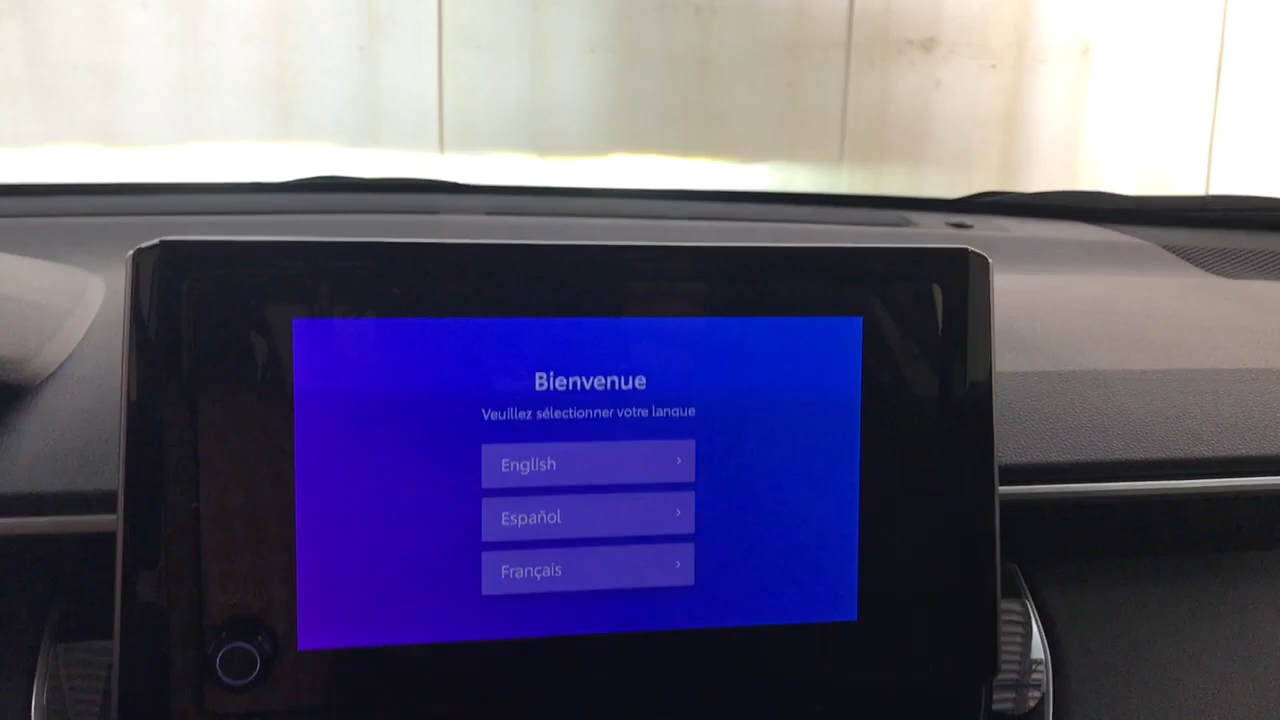 Bienvenue
Veuillez sélectionner votre langue
English
Español
Français